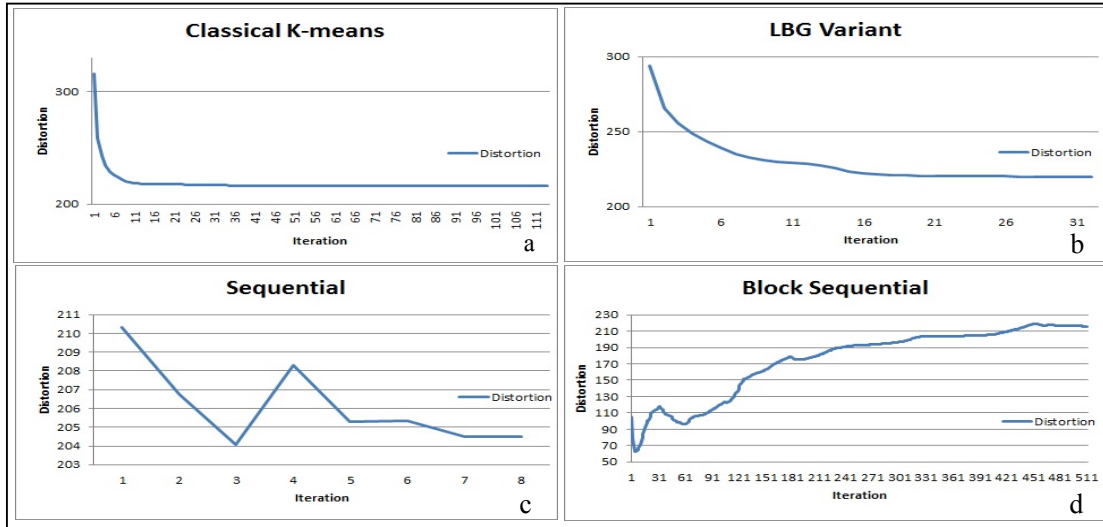 Classical K-means
300
200
Distortion
Distortion
1 6 11 16 21 26 31 36 41 46 51 56 61 66 71 76 81 86 91 96 101 106 111
Iteration
a
LBG Variant
300
250
200
Distortion
Distortion
1 6 11 16 21 26 31
Iteration
b
Sequential
211
210
209
208
207
206
205
204
203
Distortion
Distortion
1 2 3 4 5 6 7 8
Iteration
c
Block Sequential
230
210
190
170
150
130
110
90
70
50
Distortion
Distortion
1 31 61 91 121 151 181 211 241 271 301 331 361 391 421 451 481 511
Iteration
d